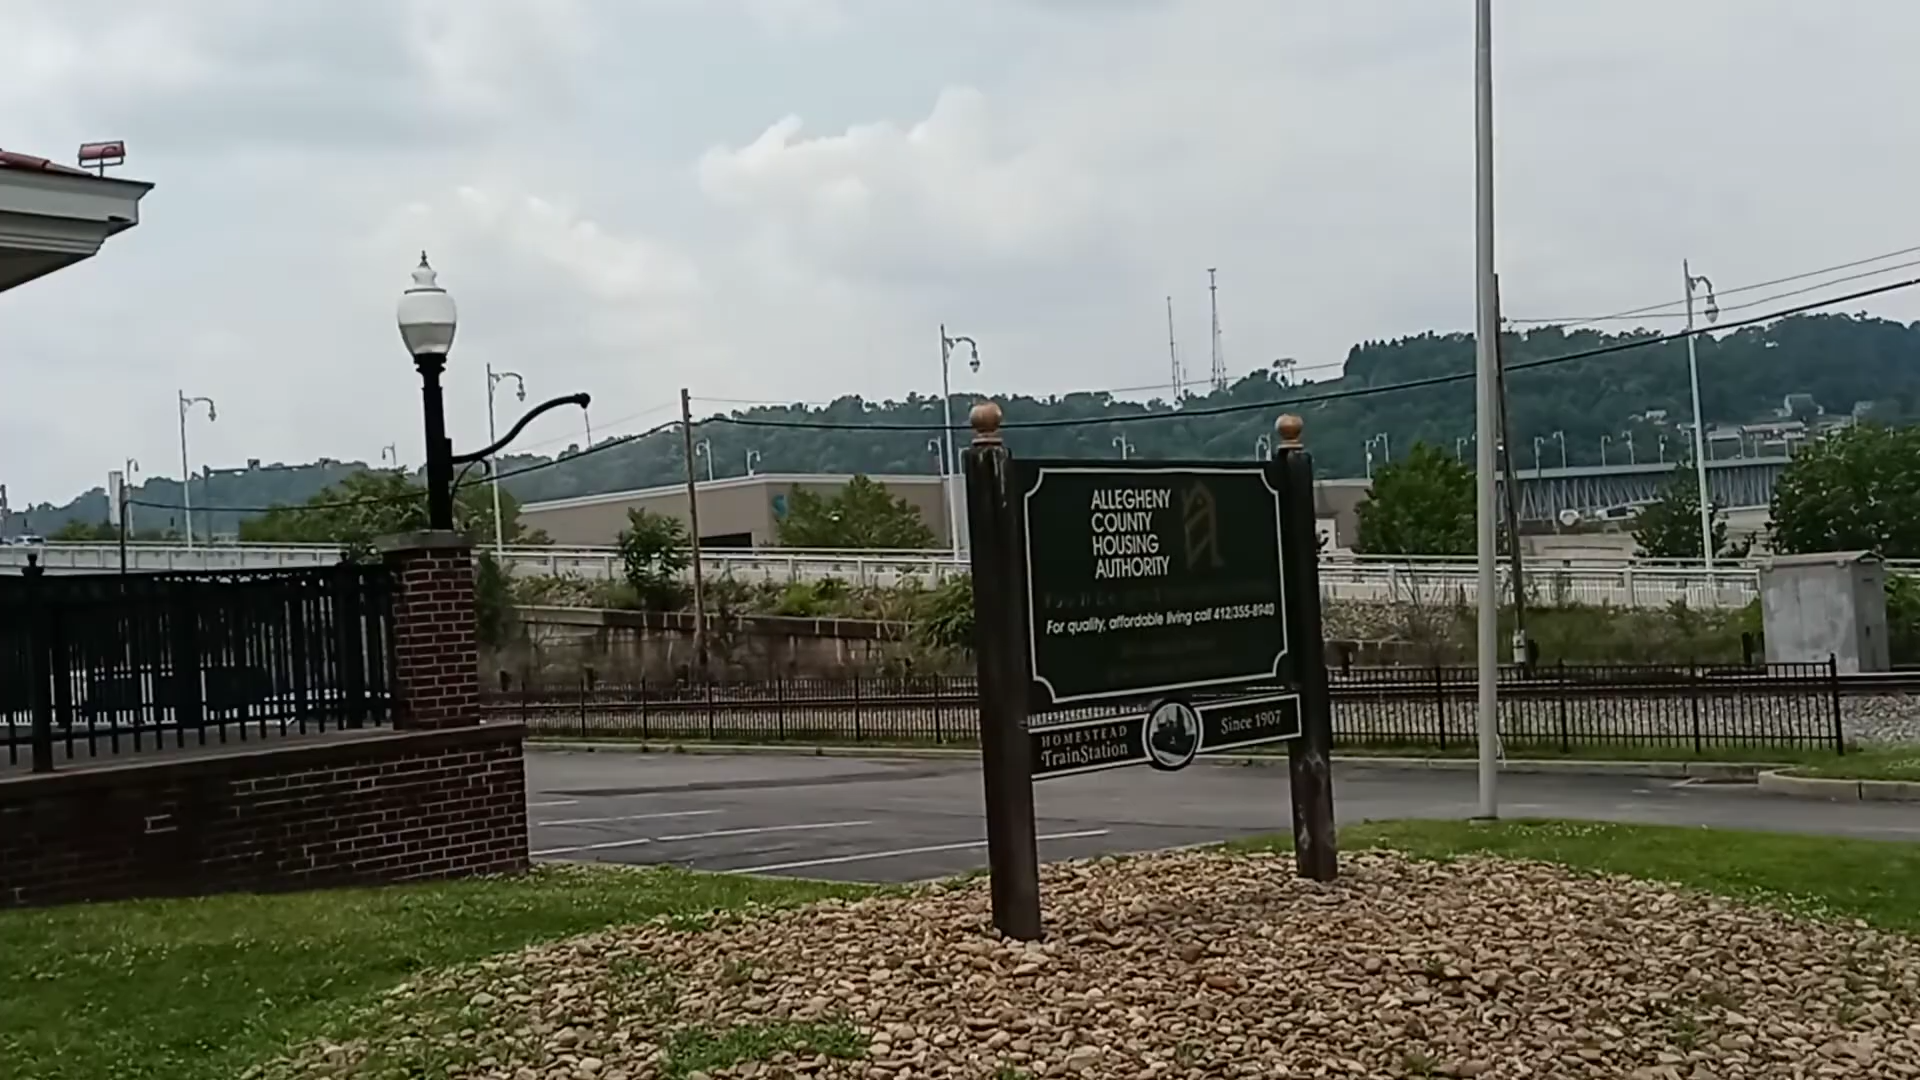 ALLEGHENY
COUNTY
HOUSING
AUTHORITY
For quality, affordable living call 412/355-8940
HOMESTEAD
TrainStation
Since 1907